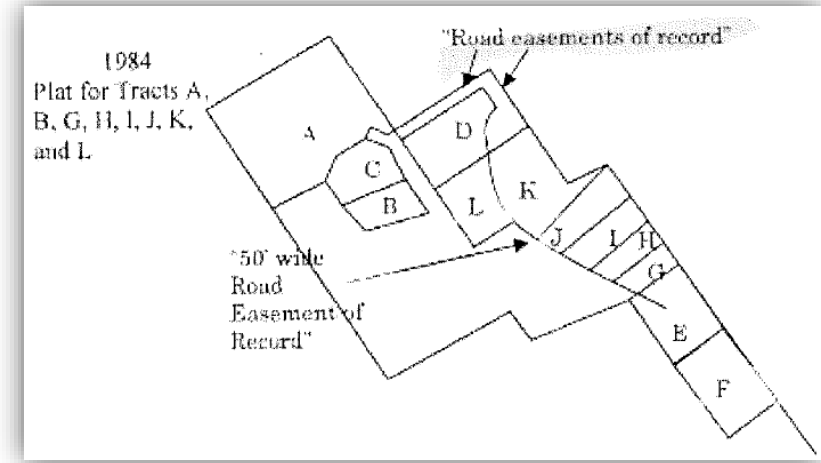 "Road easements of record"
1984
Plat for Tracts A,
B, G, H, I, J, K,
and L
A
D
C
K
B
L
J
I
H
G
"50' wide
Road
Easement of
Record"
E
F